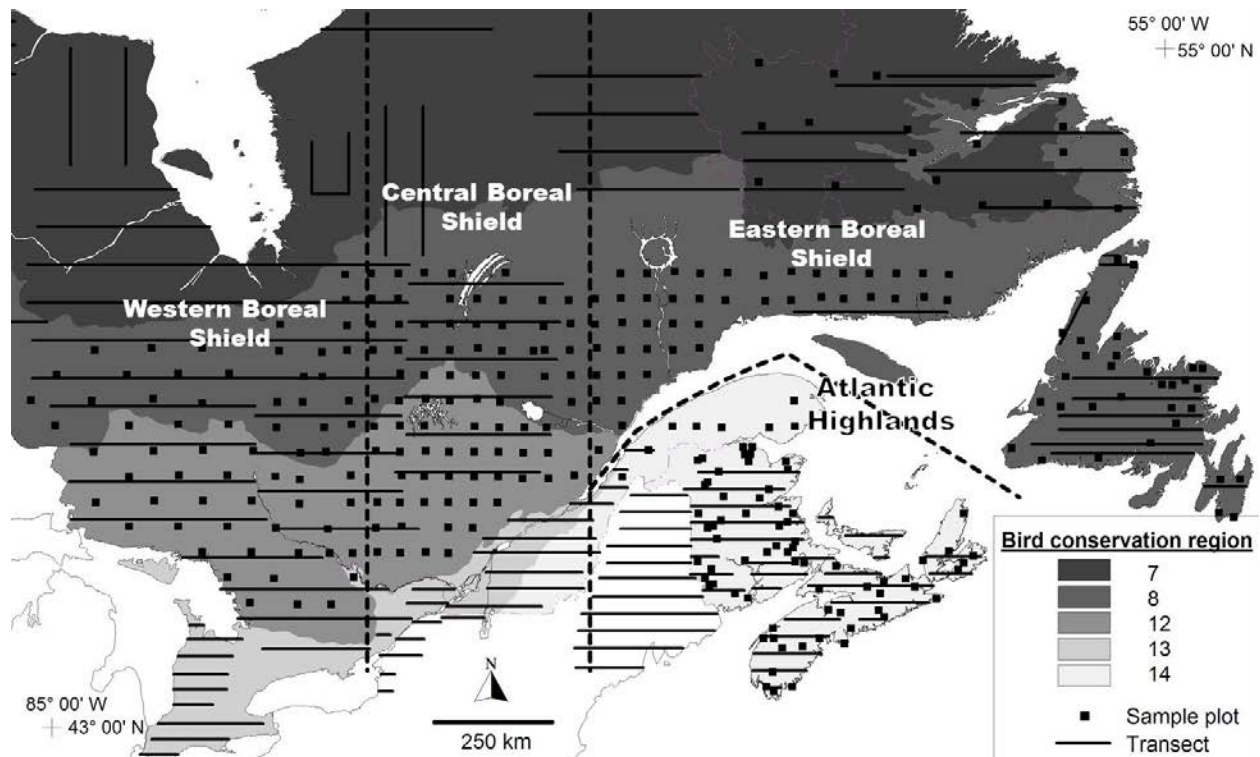 55° 00' W
55° 00' N
Central Boreal
Shield
Eastern Boreal
Shield
Western Boreal
Shield
Atlantic
Highlands
Bird conservation region
7
8
12
13
14
Sample plot
Transect
N
250 km
85° 00' W
43° 00' N